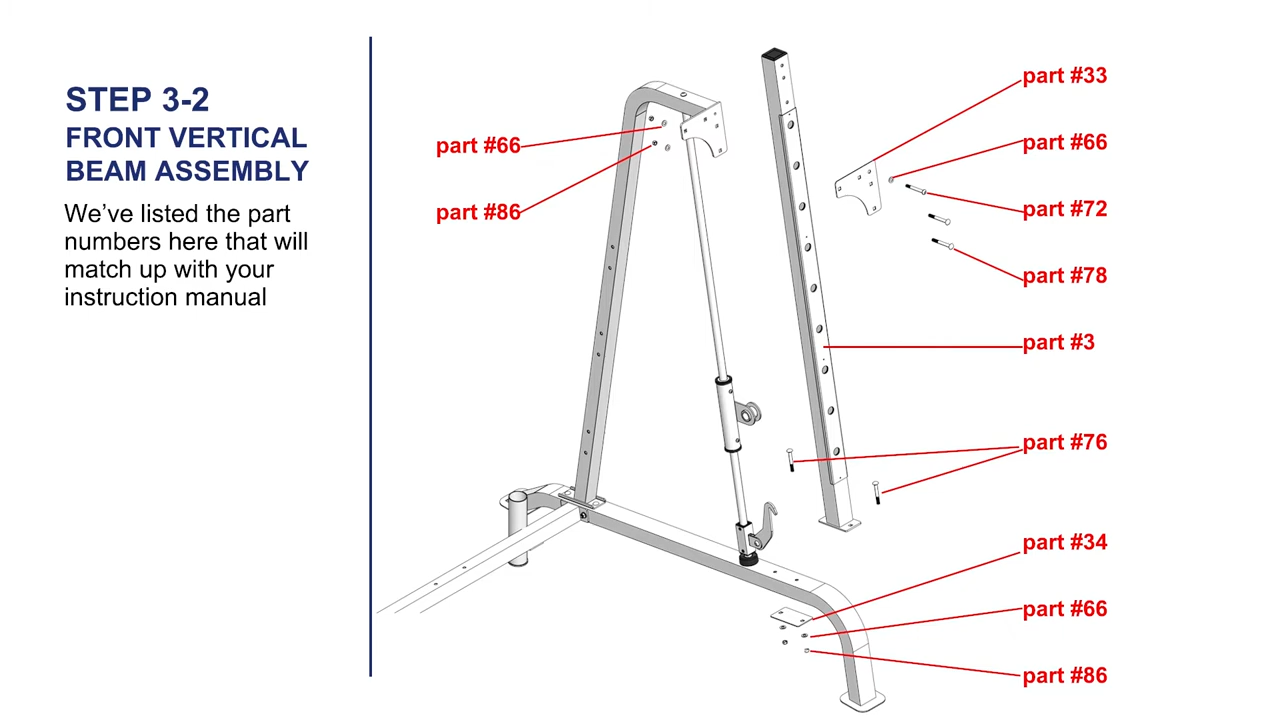 STEP 3-2
FRONT VERTICAL
BEAM ASSEMBLY
We've listed the part
numbers here that will
match up with your
instruction manual
part #66
part #86
part #33
part #66
part #72
part #78
part #3
part #76
part #34
part #66
part #86